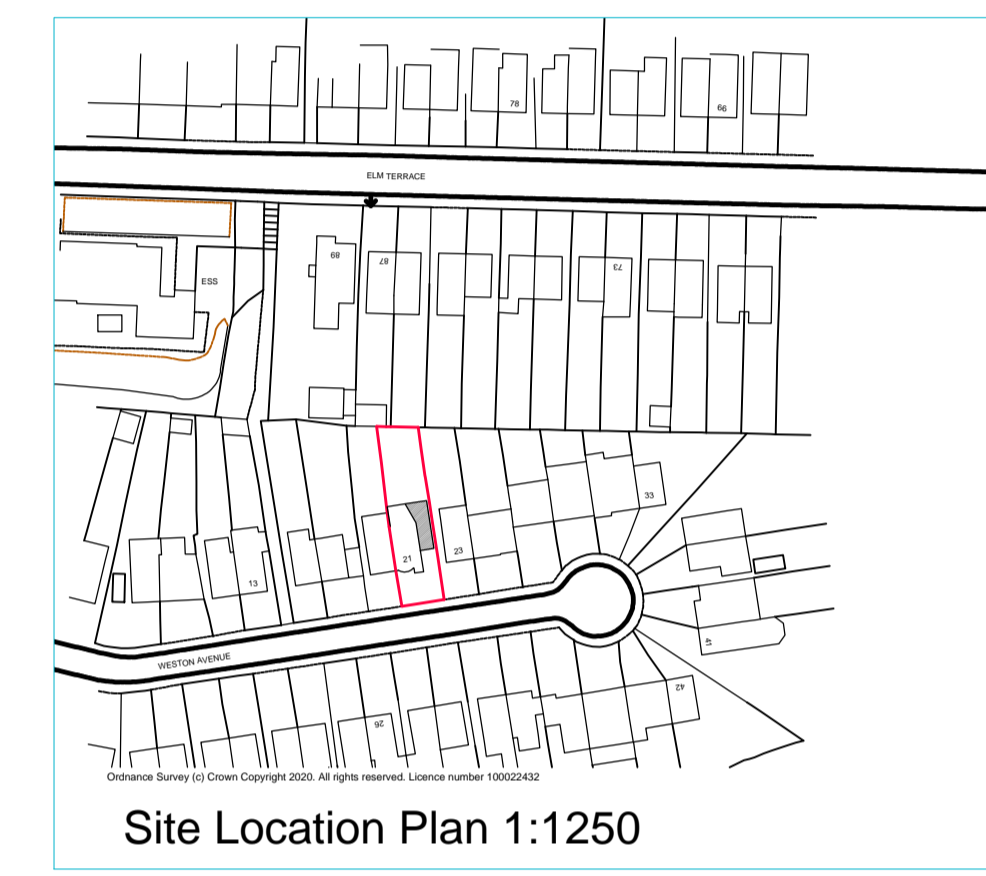 78
66
ELM TERRACE
89
87
73
ESS
33
21
23
13
41
WESTON AVENUE
42
26
Ordnance Survey (c) Crown Copyright 2020. All rights reserved. Licence number 100022432
Site Location Plan 1:1250